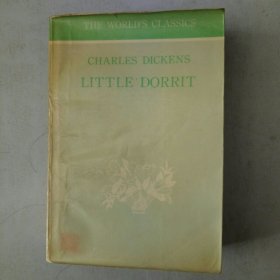 THE WORLD'S CLASSICS
CHARLES DICKENS
LITTLE DORRIT